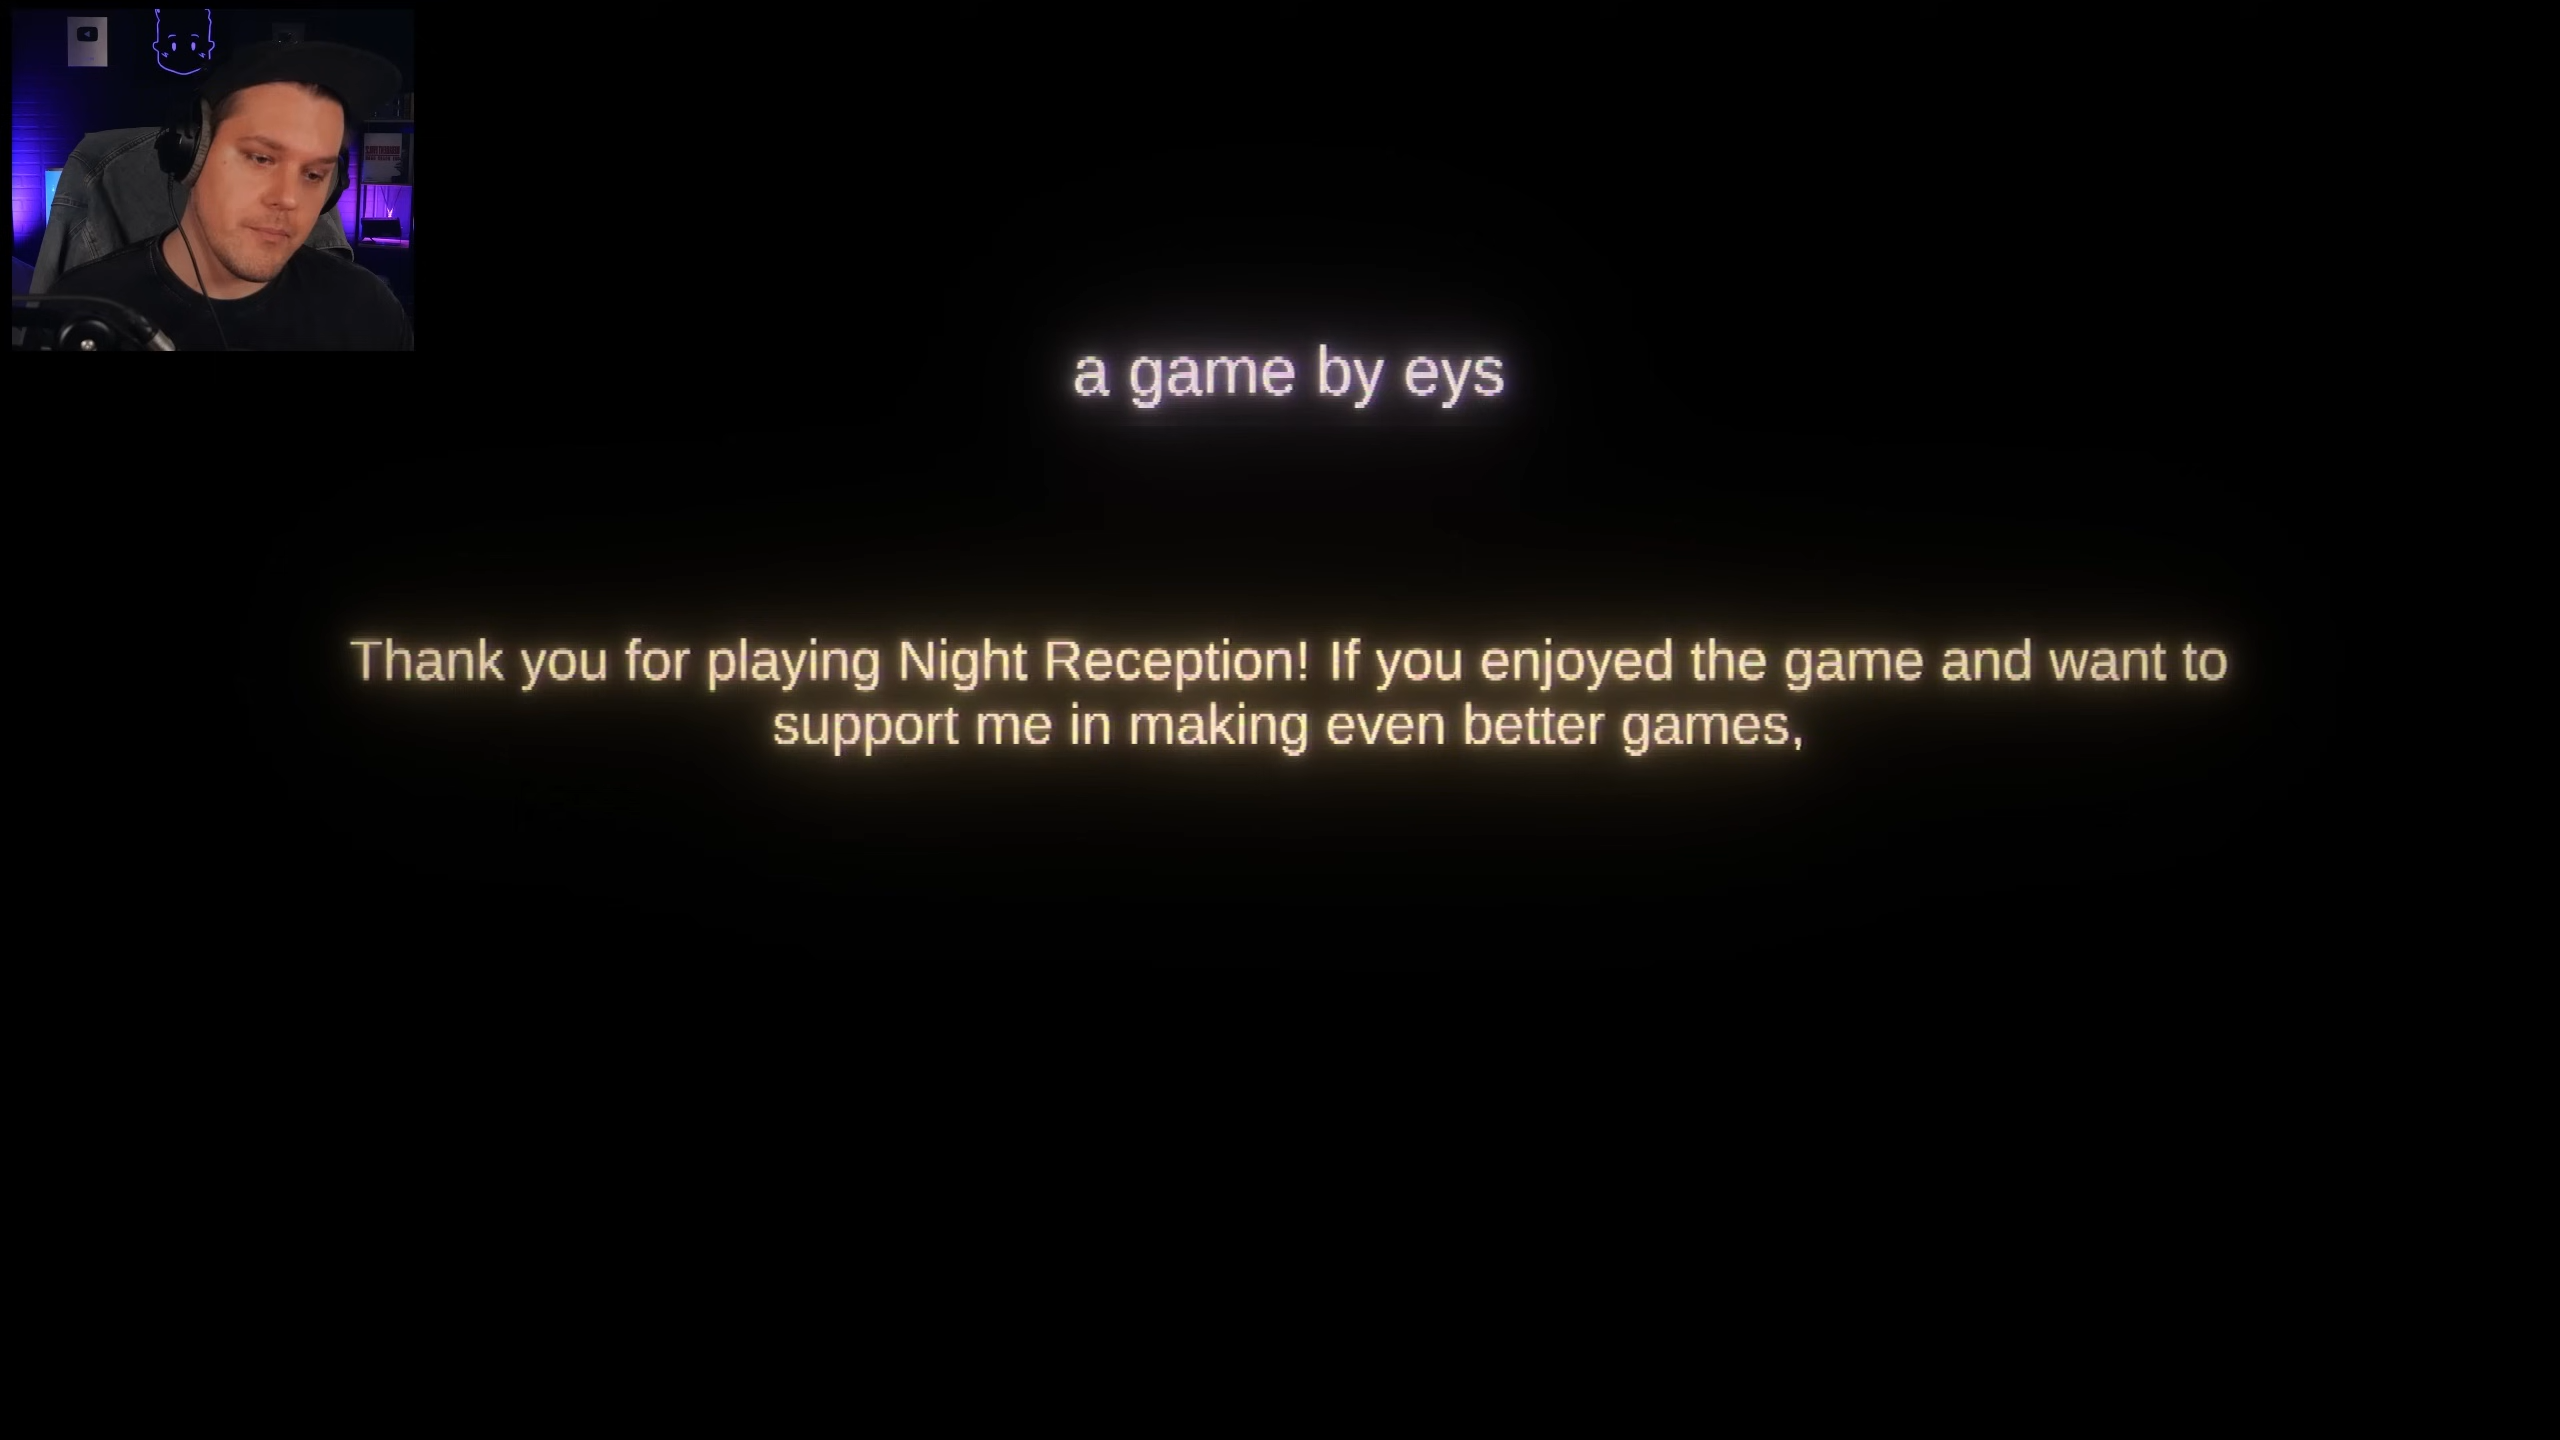 a game by eys
Thank you for playing Night Reception! If you enjoyed the game and want to
support me in making even better games,